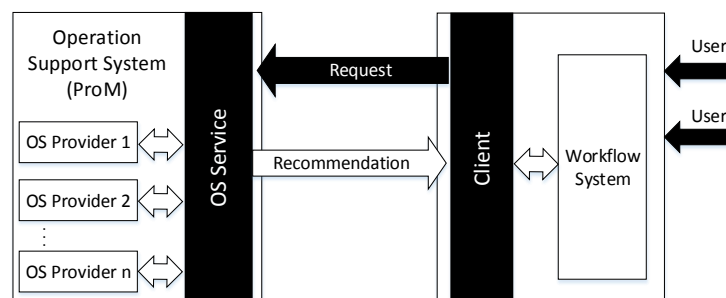 Operation
Support System
(ProM)
OS Provider 1
OS Provider 2
⋮
OS Provider n
OS Service
Request
Recommendation
Client
Workflow
System
User
User